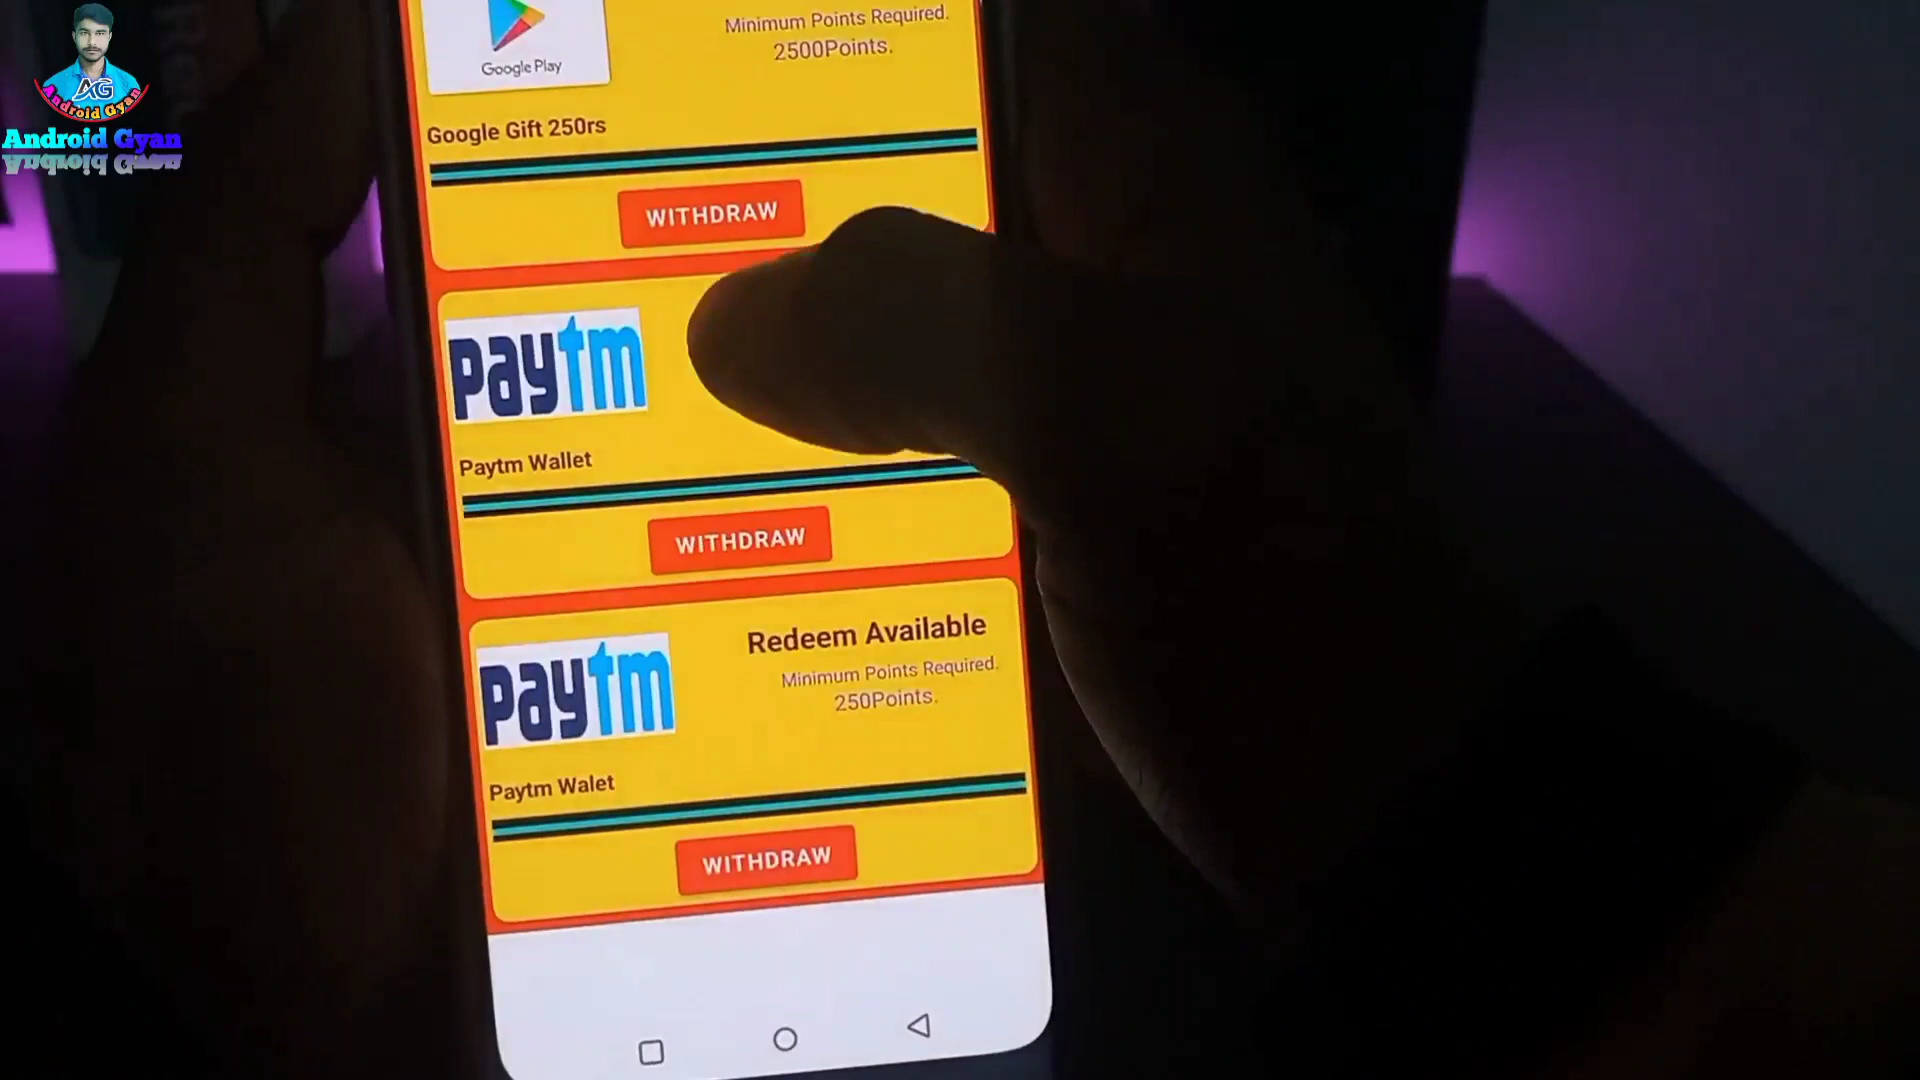 AG
Android Gyan
Android Gyan
Google Play
Minimum Points Required.
2500Points.
Google Gift 250rs
WITHDRAW
paytm
Paytm Wallet
WITHDRAW
paytm
Redeem Available
Minimum Points Required.
250Points.
Paytm Walet
WITHDRAW